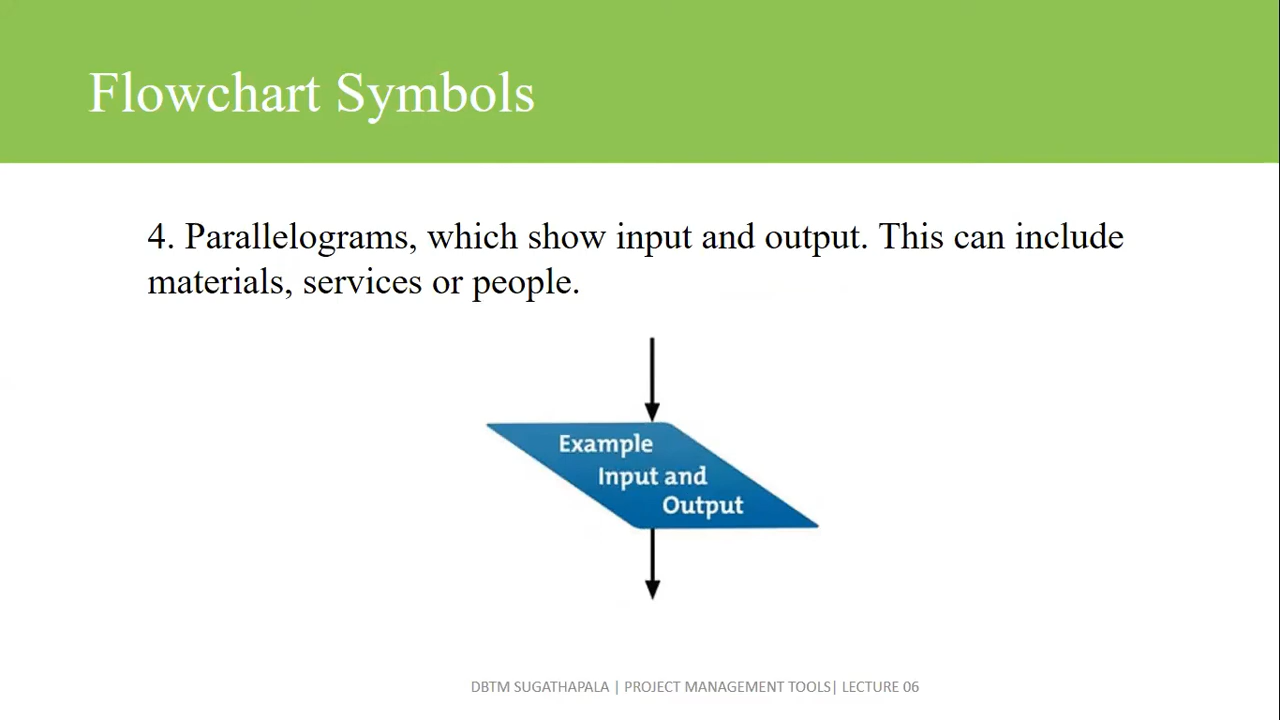 Flowchart Symbols
4. Parallelograms, which show input and output. This can include
materials, services or people.
Example
Input and
Output
DBTM SUGATHAPALA | PROJECT MANAGEMENT TOOLS| LECTURE 06